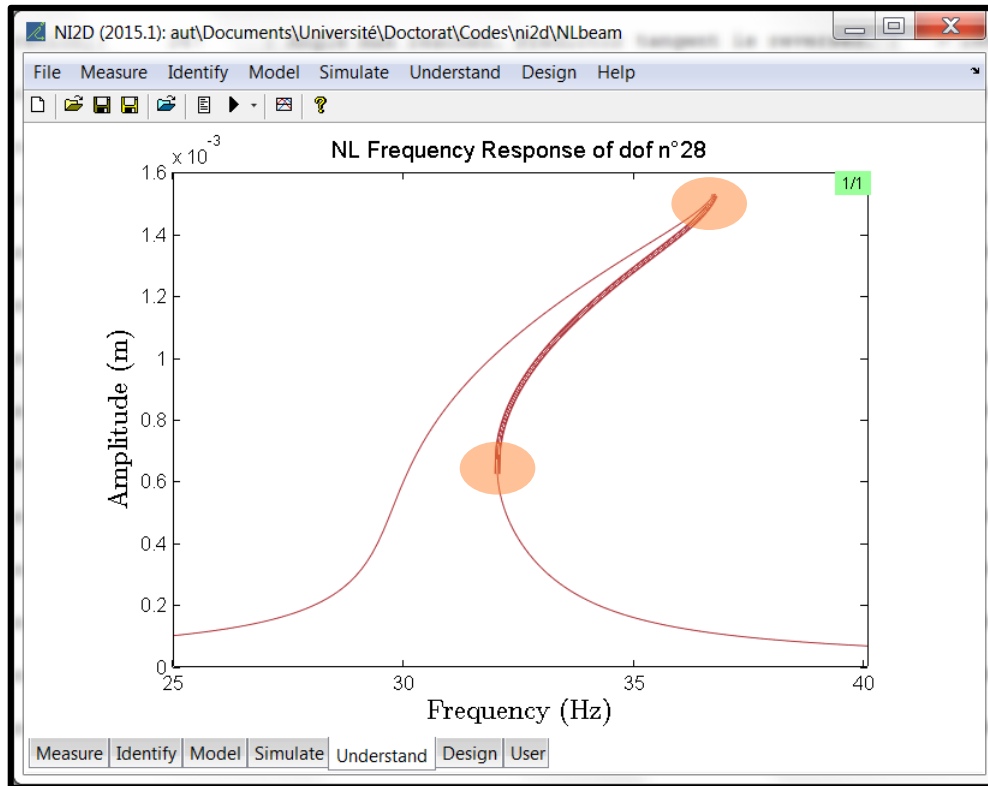 NI2D (2015.1): aut\Documents\Université\Doctorat\Codes\ni2d\NLbeam
tangent is reversed.
File Measure Identify Model Simulate Understand Design Help
NL Frequency Response of dof n°28
x 10⁻³
1/1
1.6
1.4
1.2
1
0.8
0.6
0.4
0.2
0
25 30 35 40
Amplitude (m)
Frequency (Hz)
Measure Identify Model Simulate Understand Design User